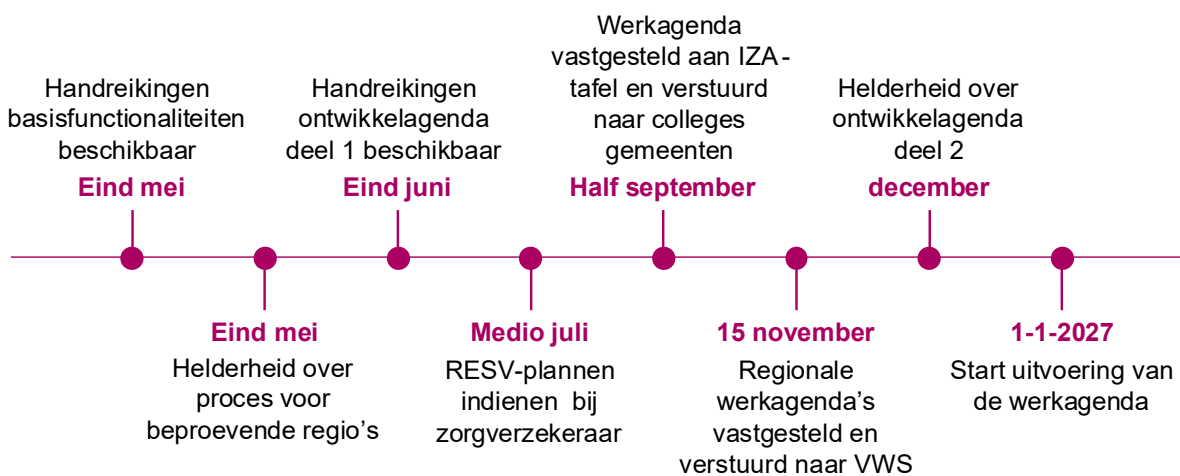 Handreikingen
basisfunctionaliteiten
beschikbaar
Eind mei
Eind mei
Helderheid over
proces voor
beproevende regio's
Handreikingen
ontwikkelagenda
deel 1 beschikbaar
Eind juni
Medio juli
RESV-plannen
indienen bij
zorgverzekeraar
Werkagenda
vastgesteld aan IZA-
tafel en verstuurd
naar colleges
gemeenten
Half september
15 november
Regionale
werkagenda's
vastgesteld en
verstuurd naar VWS
Helderheid over
ontwikkelagenda
deel 2
december
1-1-2027
Start uitvoering van
de werkagenda